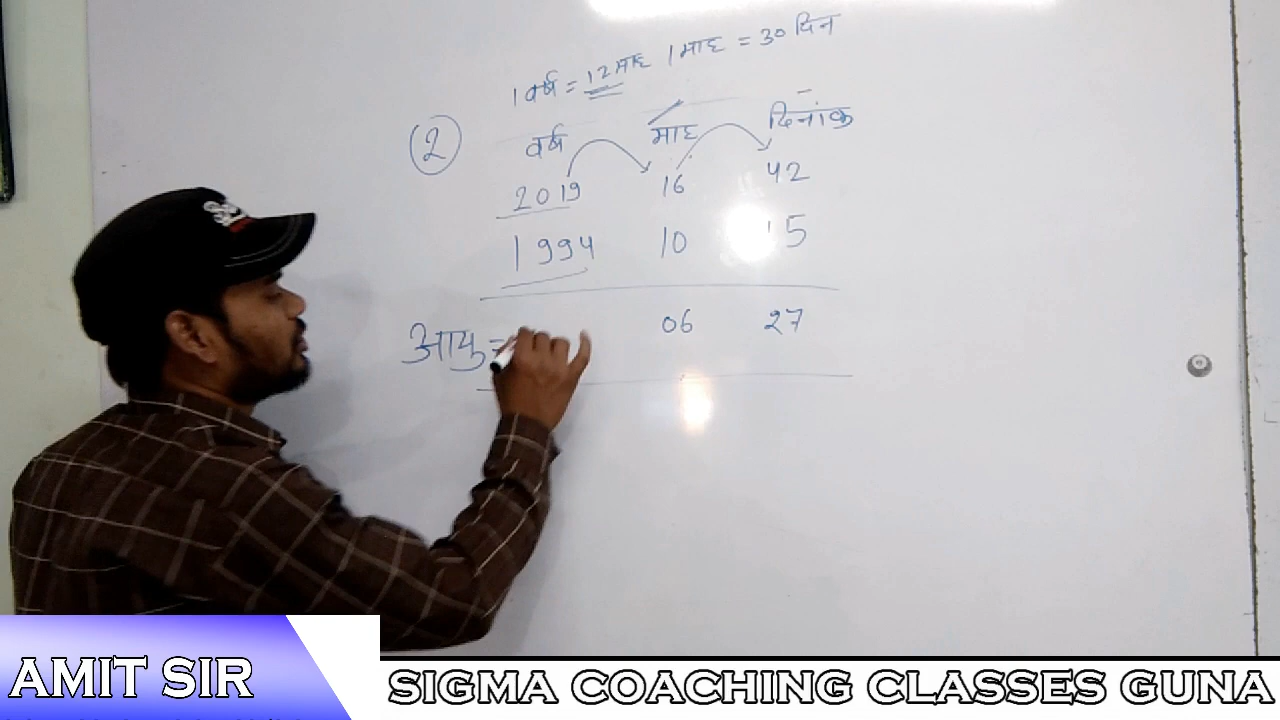 1 वर्ष = 12 माह 1 माह = 30 दिन
(2) वर्ष माह दिनांक
2019 16 42
1994 10 15
आयु = 06 27
AMIT SIR
SIGMA COACHING CLASSES GUNA